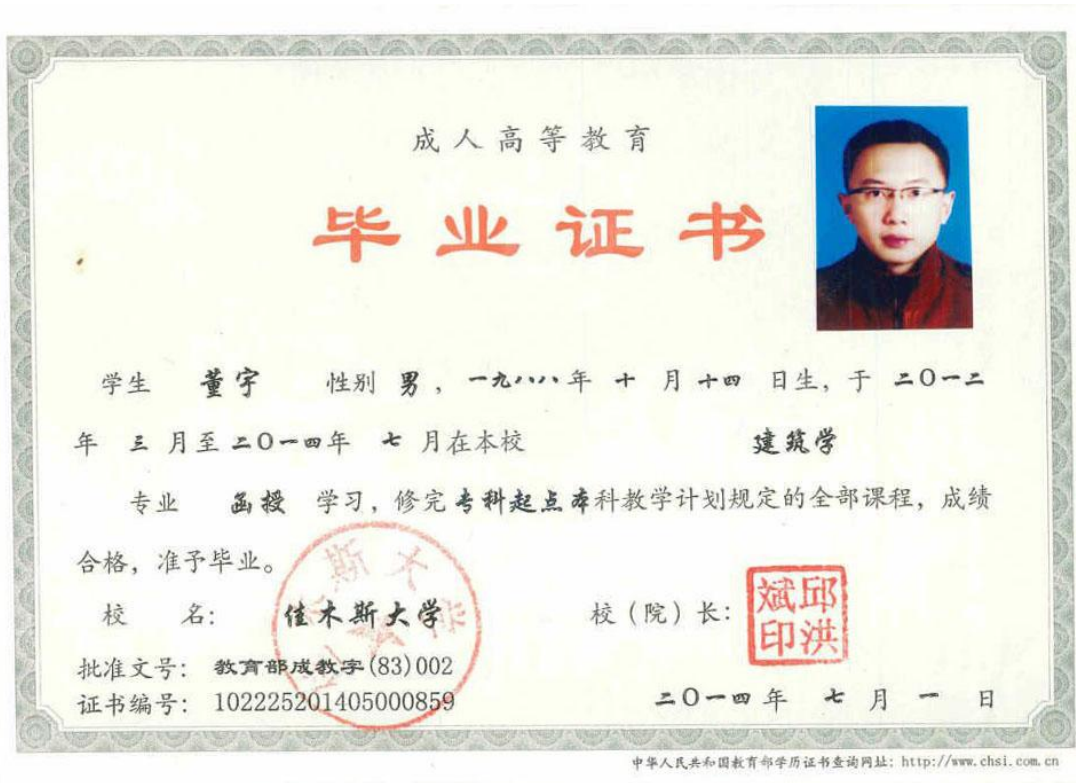 成人高等教育
毕业证书
学生 董宇 性别 男，一九八八年 十 月 十四 日生，于 二〇一二
年 三 月至 二〇一四年 七 月在本校 建筑学
专业 函授 学习，修完专科起点本科教学计划规定的全部课程，成绩
合格，准予毕业。
校 名：佳木斯大学
校（院）长：
邱洪斌印
批准文号：教育部成教字(83)002
证书编号：102225201405000859
二〇一四 年 七 月 一 日
中华人民共和国教育部学历证书查询网址：http://www.chsi.com.cn